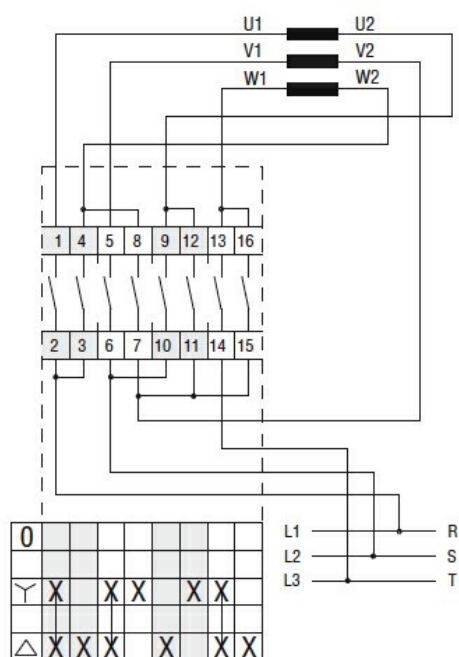 U1 U2
V1 V2
W1 W2
1 4 5 8 9 12 13 16
2 3 6 7 10 11 14 15
L1 R
L2 S
L3 T
0
Y X X X X X
△ X X X X X X